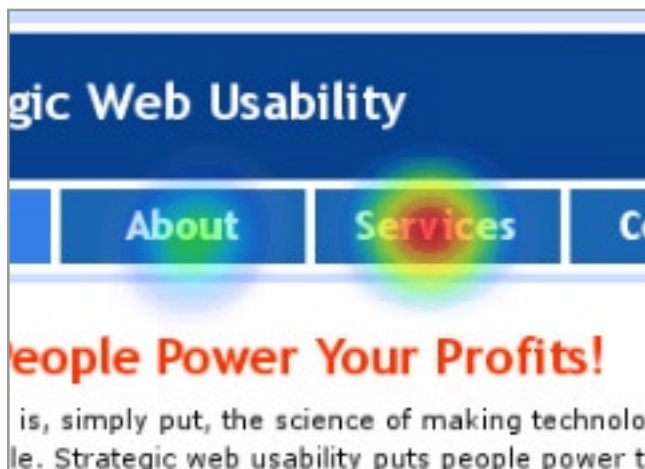 gic Web Usability
About Services C
People Power Your Profits!
is, simply put, the science of making technolo
le. Strategic web usability puts people power t